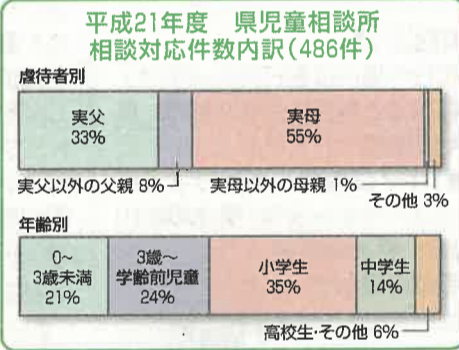 平成21年度　県児童相談所
相談対応件数内訳(486件)
虐待者別
実父
33%
実母
55%
実父以外の父親 8%
実母以外の母親 1%
その他 3%
年齢別
0~
3歳未満
21%
3歳~
学齢前児童
24%
小学生
35%
中学生
14%
高校生・その他 6%